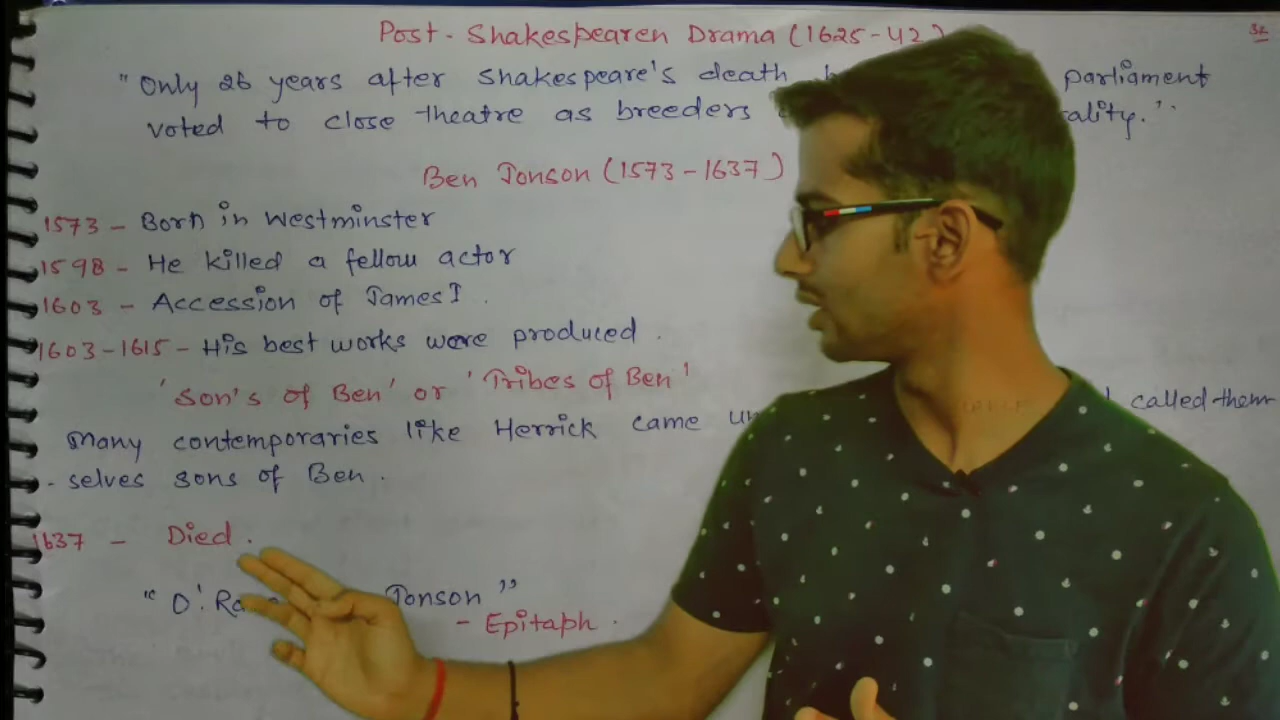 Post-Shakespearen Drama (1625-42)
32
"Only 26 years after Shakespeare's death parliament
voted to close theatre as breeders
Ben Jonson (1573-1637)
1573 - Born in Westminster
1598 - He killed a fellow actor
1603 - Accession of James I.
1603-1615 - His best works were produced.
'Son's of Ben' or 'Tribes of Ben'
many contemporaries like Herrick came called them-
- selves sons of Ben.
1637 - Died.
"O! Jonson"
- Epitaph.